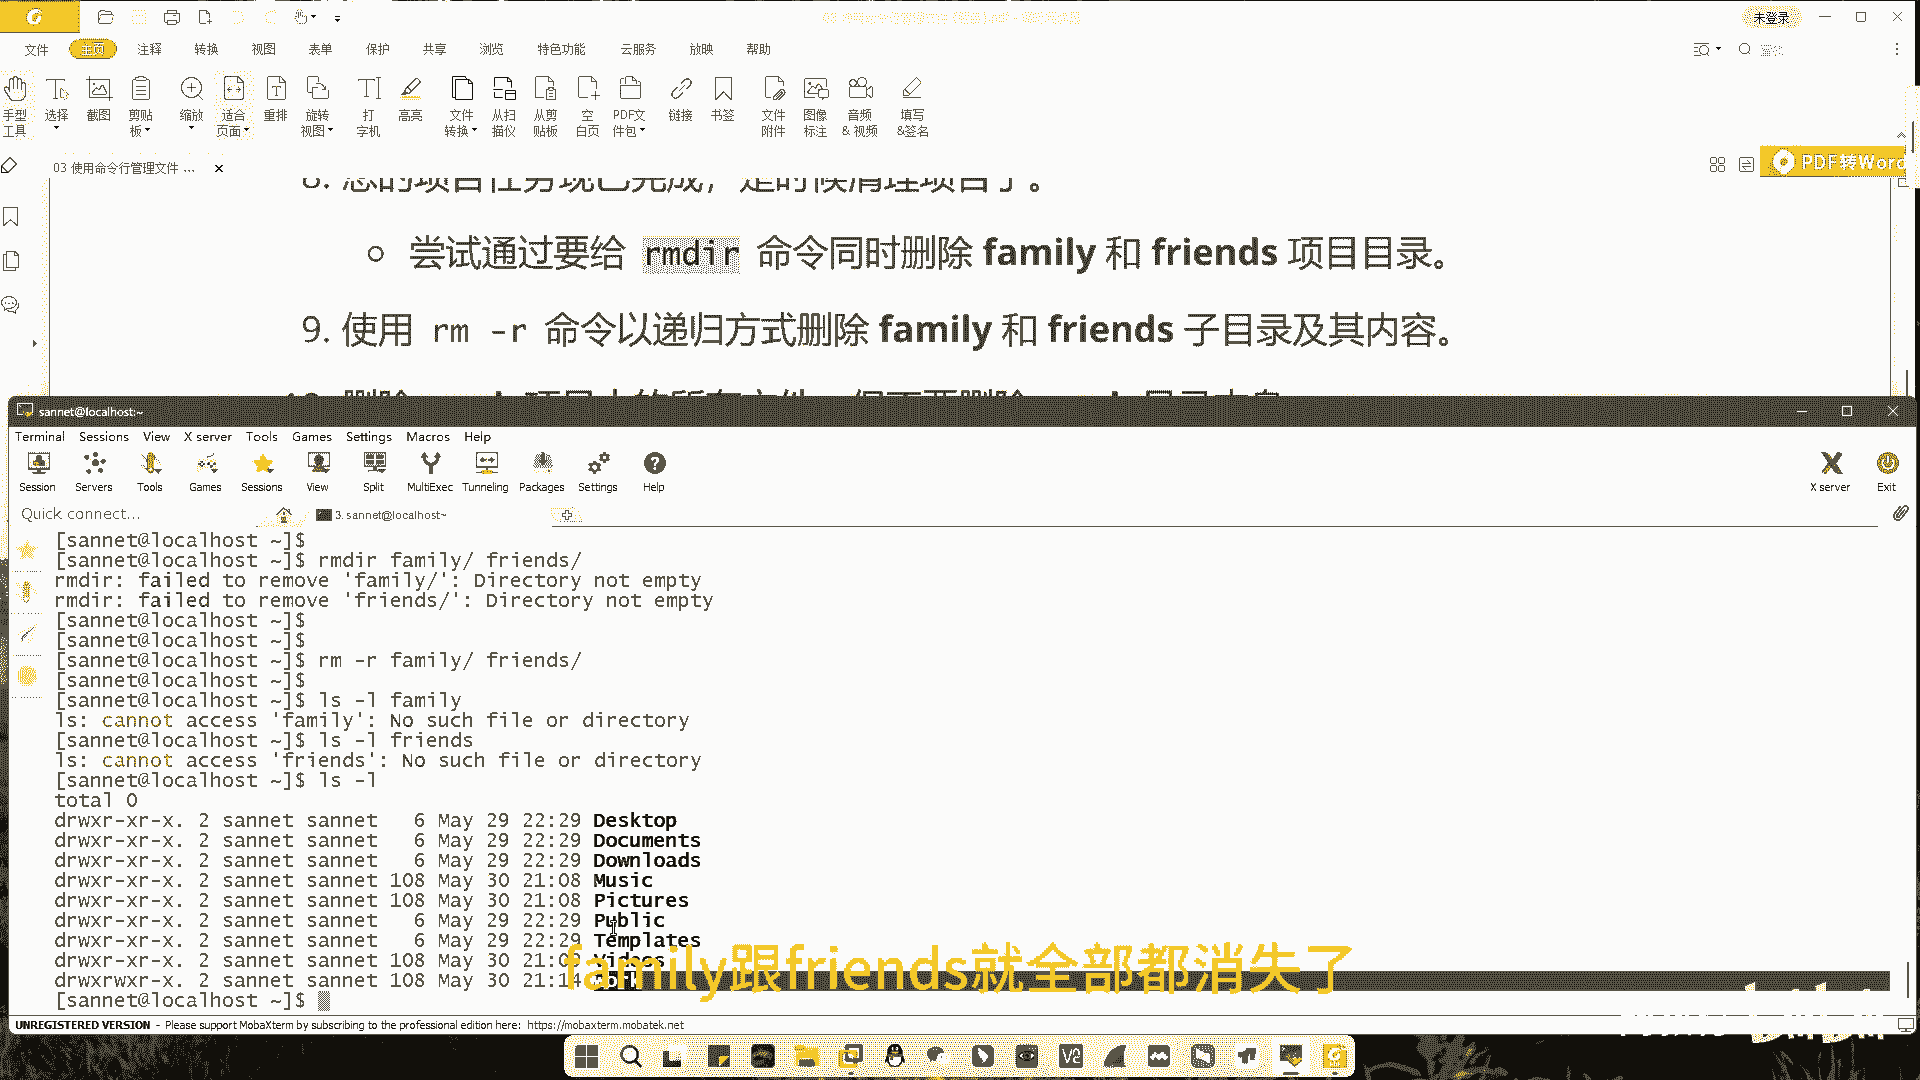 未登录
文件 主页 注释 转换 视图 表单 保护 共享 浏览 特色功能 云服务 放映 帮助
手型工具 选择 截图 剪贴板 缩放 适合页面 重排 旋转视图 打字机 高亮 文件转换 从扫描仪 从剪贴板 空白页 PDF文件包 链接 书签 文件附件 图像标注 音频&视频 填写&签名
03 使用命令行管理文件 ...
PDF转Word
8. 您的项目任务现已完成，是时候清理项目了。
尝试通过要给 rmdir 命令同时删除 family 和 friends 项目目录。
9. 使用 rm -r 命令以递归方式删除 family 和 friends 子目录及其内容。
sannet@localhost:~
Terminal Sessions View X server Tools Games Settings Macros Help
Session Servers Tools Games Sessions View Split MultiExec Tunneling Packages Settings Help X server Exit
Quick connect...
3. sannet@localhost~
[sannet@localhost ~]$
[sannet@localhost ~]$ rmdir family/ friends/
rmdir: failed to remove 'family/': Directory not empty
rmdir: failed to remove 'friends/': Directory not empty
[sannet@localhost ~]$
[sannet@localhost ~]$
[sannet@localhost ~]$ rm -r family/ friends/
[sannet@localhost ~]$
[sannet@localhost ~]$ ls -l family
ls: cannot access 'family': No such file or directory
[sannet@localhost ~]$ ls -l friends
ls: cannot access 'friends': No such file or directory
[sannet@localhost ~]$ ls -l
total 0
drwxr-xr-x. 2 sannet sannet   6 May 29 22:29 Desktop
drwxr-xr-x. 2 sannet sannet   6 May 29 22:29 Documents
drwxr-xr-x. 2 sannet sannet   6 May 29 22:29 Downloads
drwxr-xr-x. 2 sannet sannet 108 May 30 21:08 Music
drwxr-xr-x. 2 sannet sannet 108 May 30 21:08 Pictures
drwxr-xr-x. 2 sannet sannet   6 May 29 22:29 Public
drwxr-xr-x. 2 sannet sannet   6 May 29 22:29 Templates
drwxr-xr-x. 2 sannet sannet 108 May 30 Videos
drwxrwxr-x. 2 sannet sannet 108 May 30 21:14
family跟friends就全部都消失了
[sannet@localhost ~]$
UNREGISTERED VERSION - Please support MobaXterm by subscribing to the professional edition here: https://mobaxterm.mobatek.net